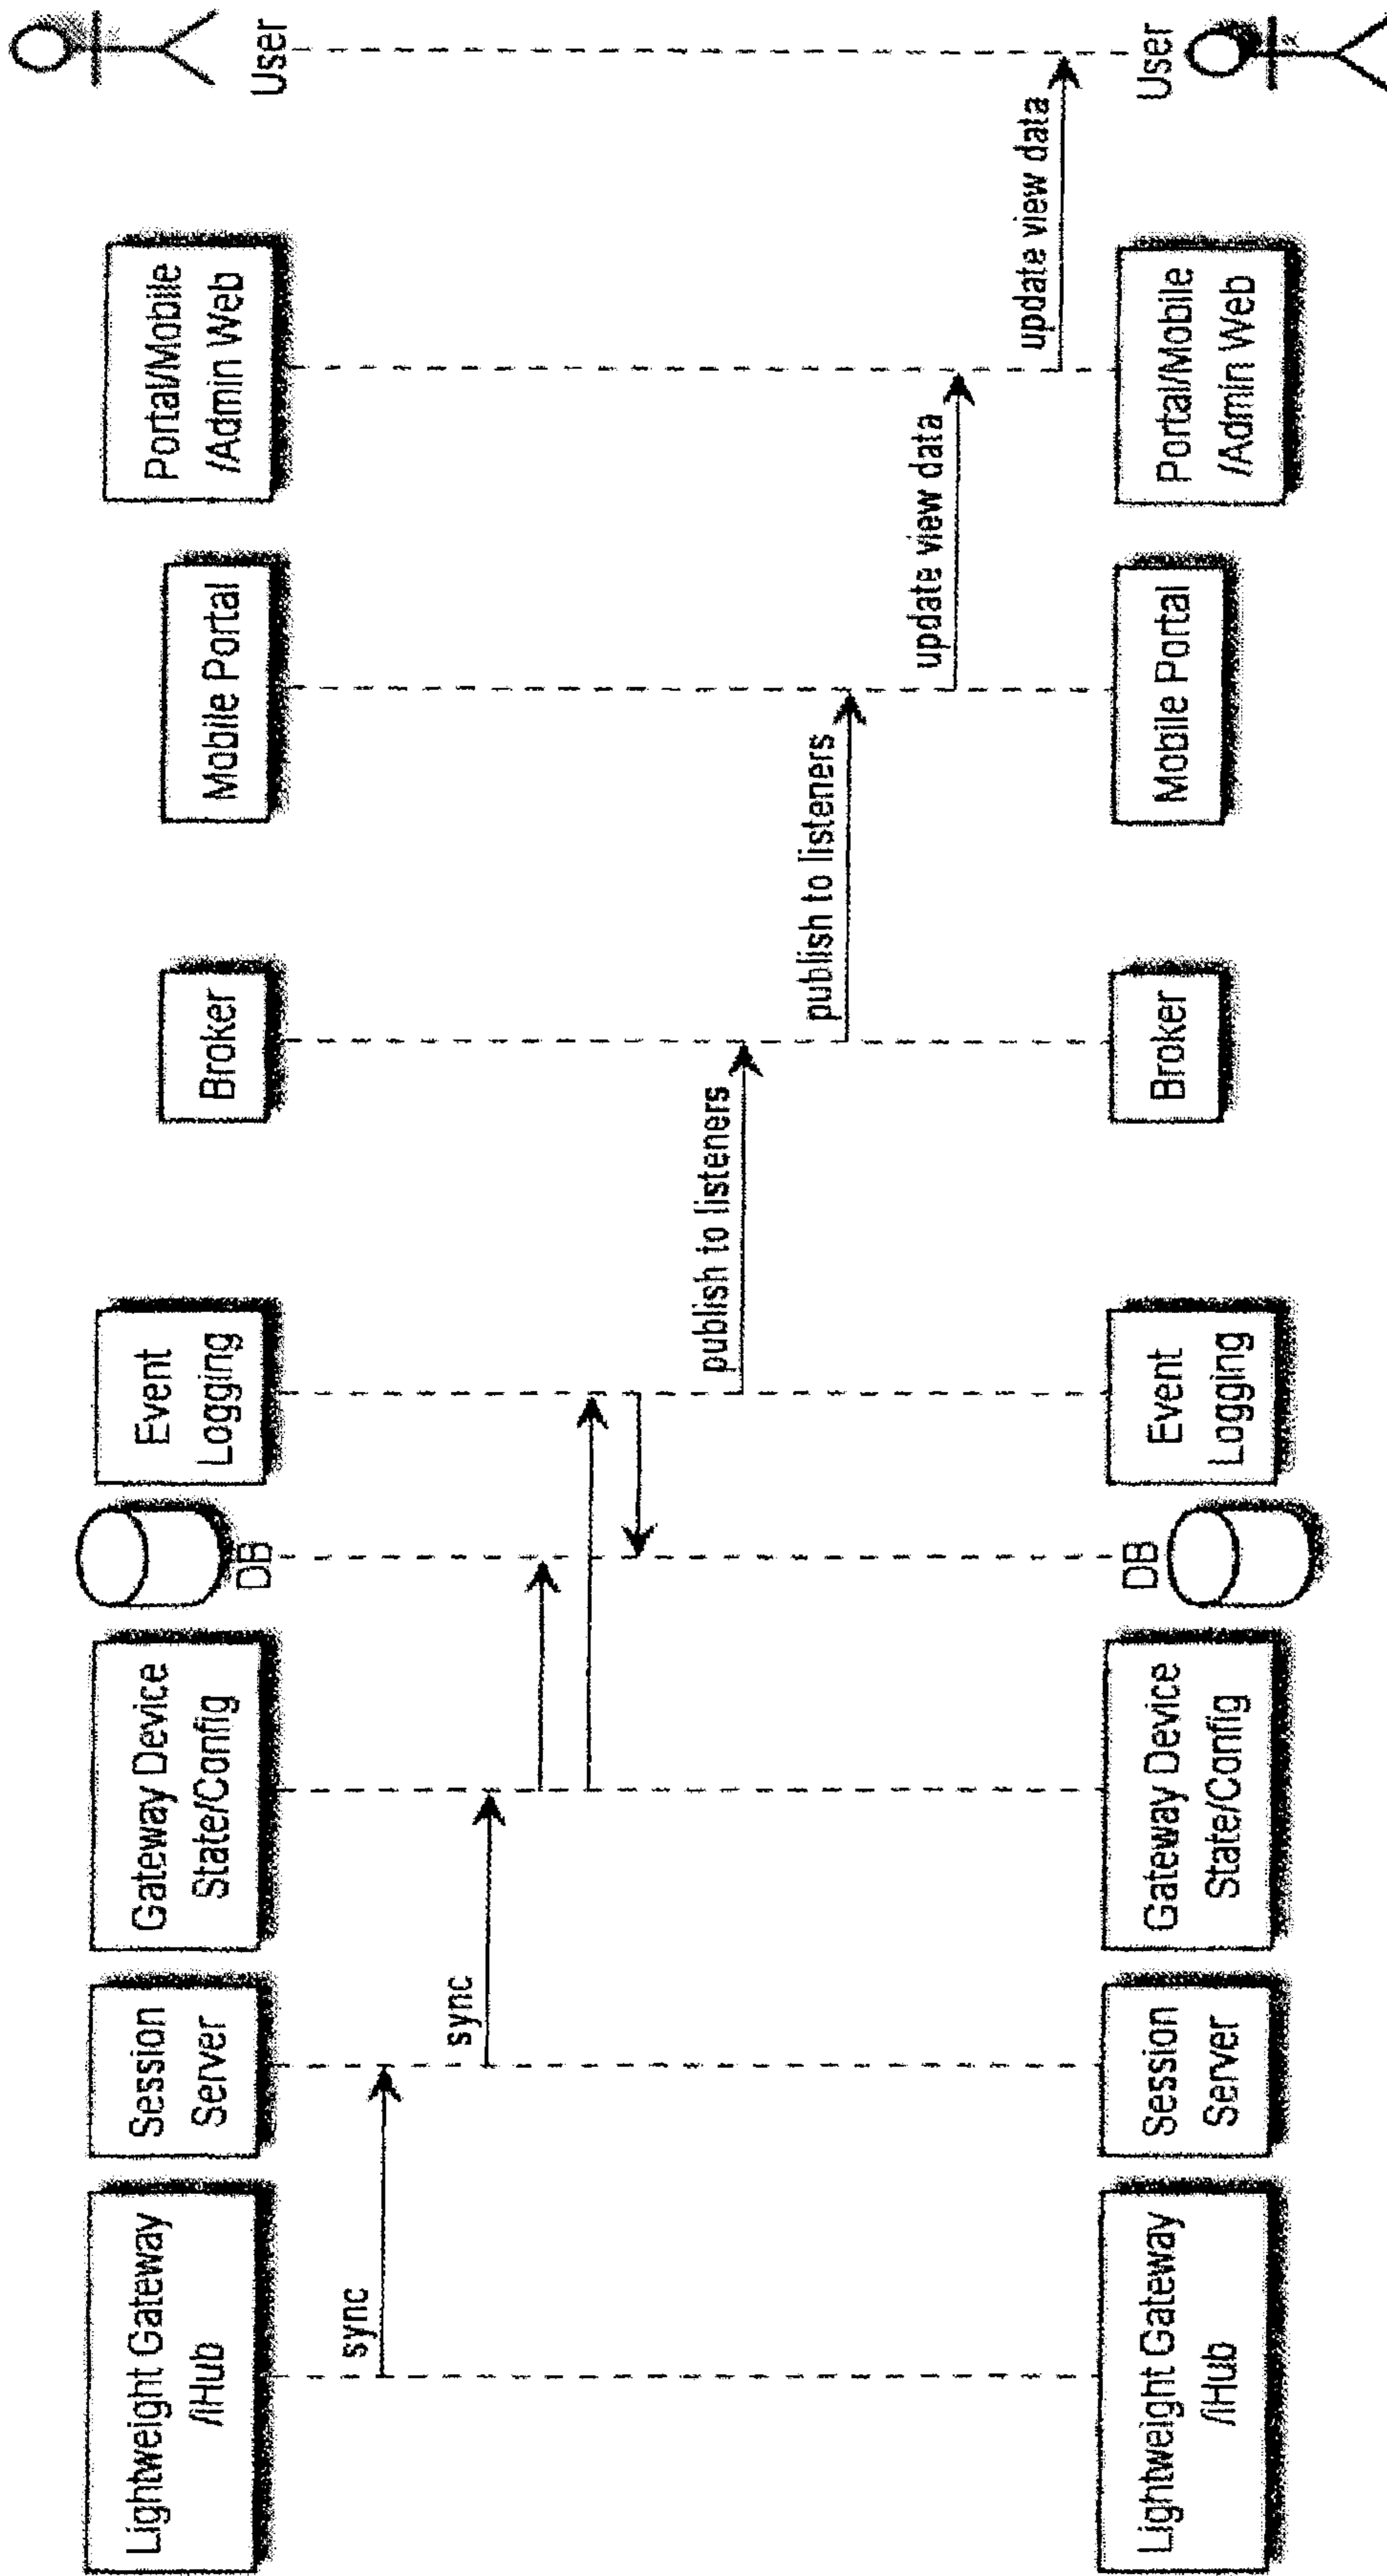 Lightweight Gateway
/iHub
Session
Server
Gateway Device
State/Config
DB
Event
Logging
Broker
Mobile Portal
Portal/Mobile
/Admin Web
User
sync
sync
publish to listeners
publish to listeners
update view data
update view data
Lightweight Gateway
/iHub
Session
Server
Gateway Device
State/Config
DB
Event
Logging
Broker
Mobile Portal
Portal/Mobile
/Admin Web
User